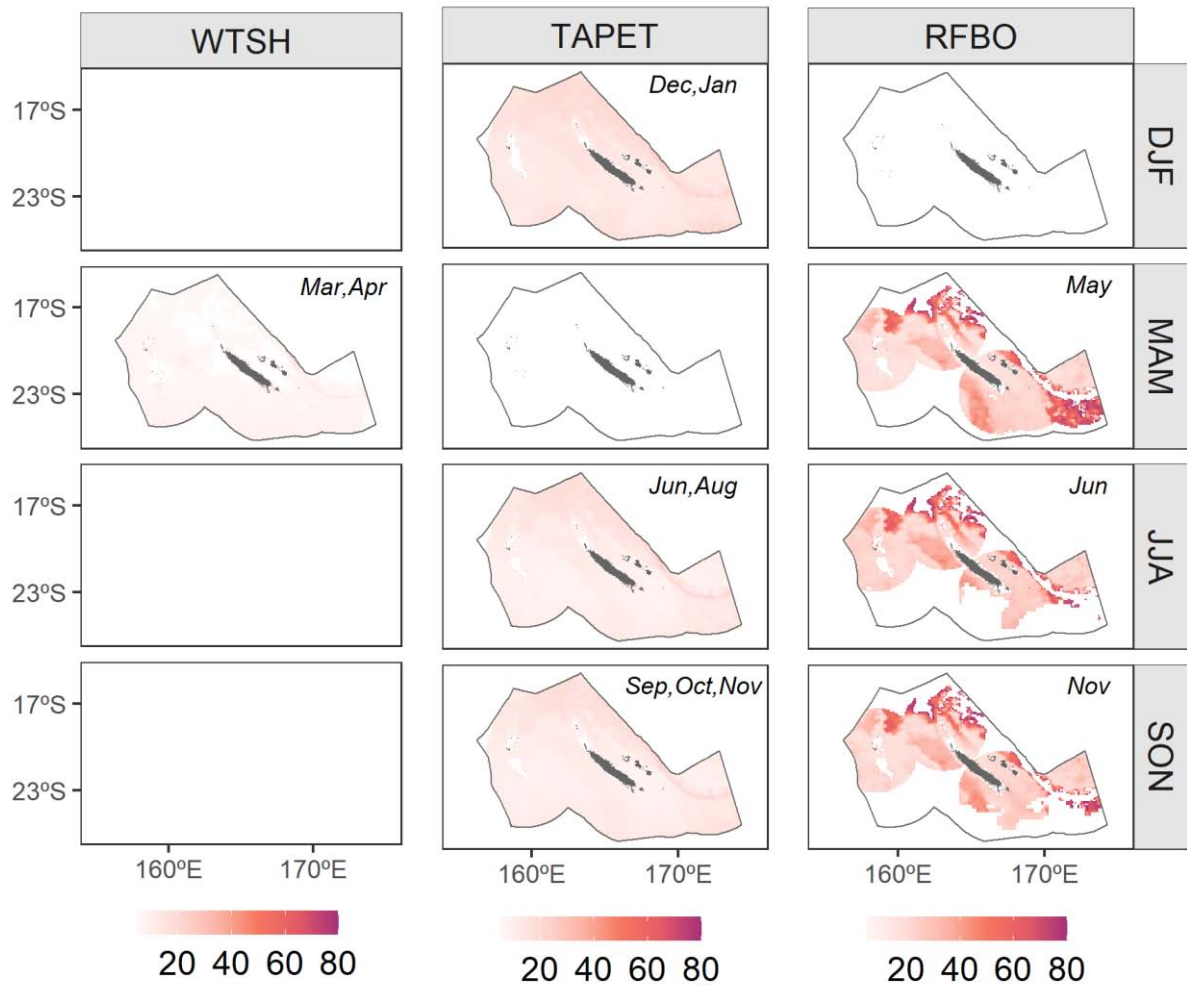 WTSH TAPET RFBO
17ºS Dec,Jan DJF
23ºS
17ºS Mar,Apr May MAM
23ºS
17ºS Jun,Aug Jun JJA
23ºS
17ºS Sep,Oct,Nov Nov SON
23ºS
160ºE 170ºE 160ºE 170ºE 160ºE 170ºE
20 40 60 80 20 40 60 80 20 40 60 80